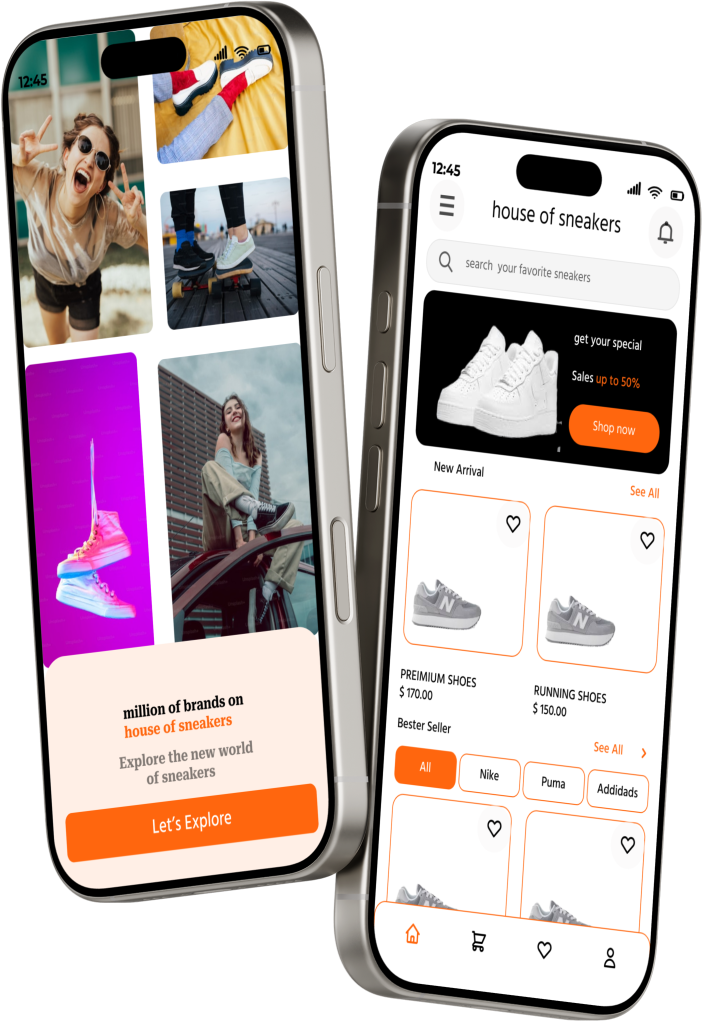 12:45
million of brands on
house of sneakers
Explore the new world
of sneakers
Let's Explore
12:45
house of sneakers
search your favorite sneakers
get your special
Sales up to 50%
Shop now
New Arrival
See All
N
N
PREIMIUM SHOES
$ 170.00
RUNNING SHOES
$ 150.00
Bester Seller
See All
All
Nike
Puma
Addidads